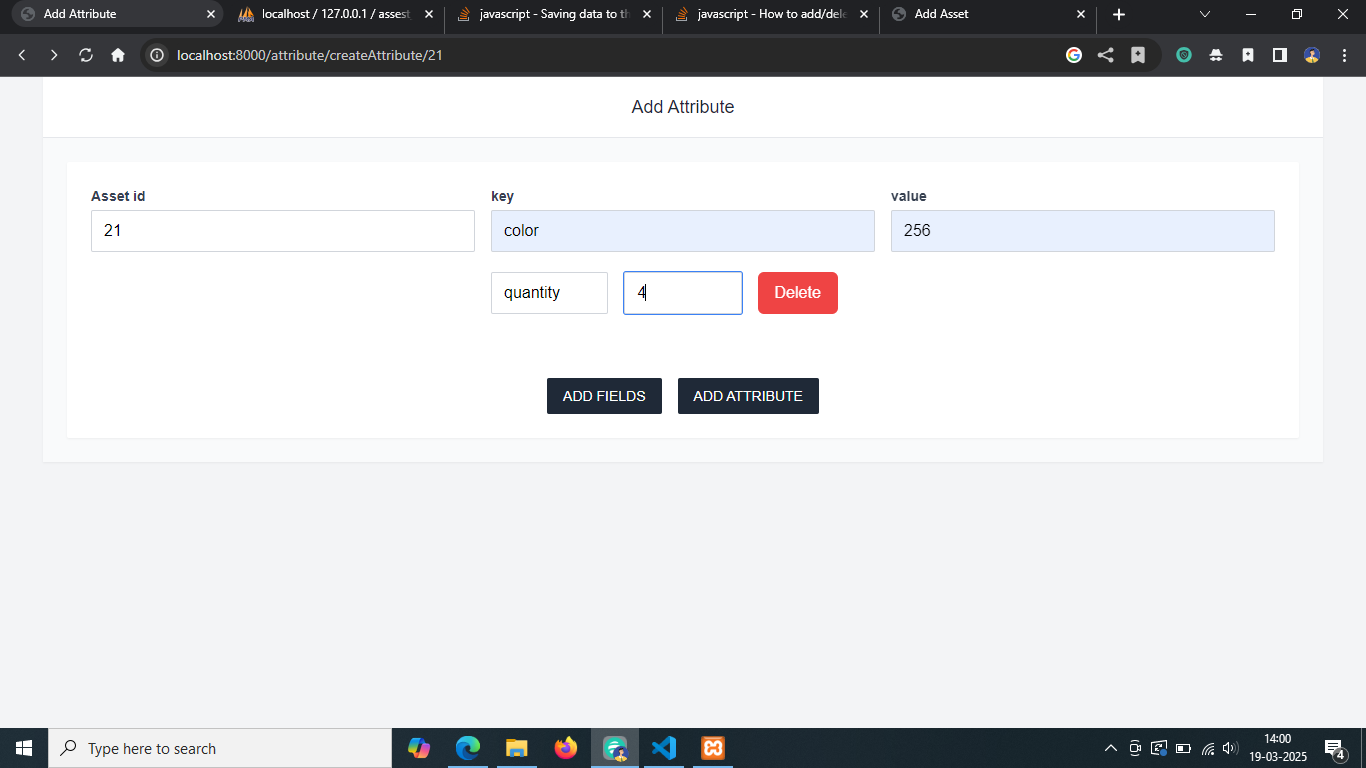 Add Attribute
localhost / 127.0.0.1 / assest
javascript - Saving data to th
javascript - How to add/dele
Add Asset
localhost:8000/attribute/createAttribute/21
Add Attribute
Asset id
key
value
21
color
256
quantity
4
Delete
ADD FIELDS
ADD ATTRIBUTE
Type here to search
14:00
19-03-2025
4